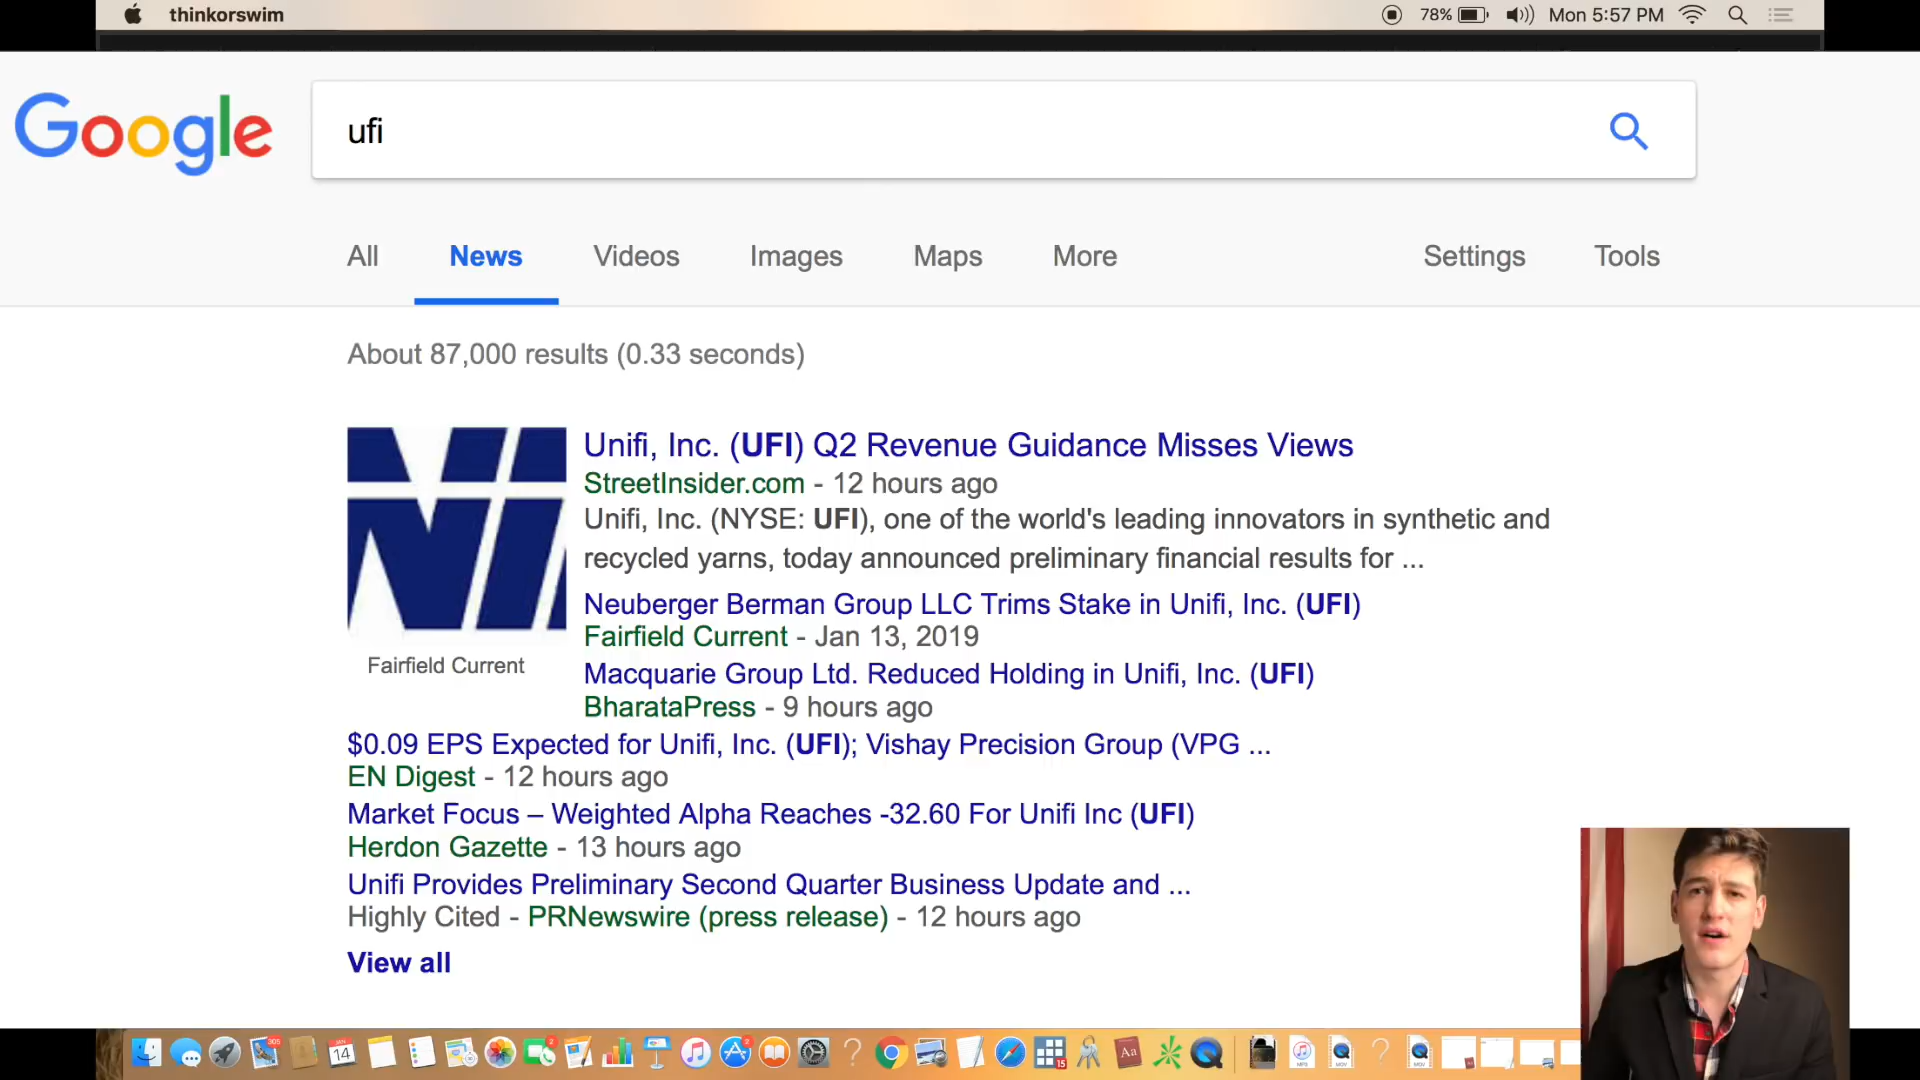 thinkorswim
78% Mon 5:57 PM
Google
ufi
All News Videos Images Maps More Settings Tools
About 87,000 results (0.33 seconds)
Unifi, Inc. (UFI) Q2 Revenue Guidance Misses Views
StreetInsider.com - 12 hours ago
Unifi, Inc. (NYSE: UFI), one of the world's leading innovators in synthetic and
recycled yarns, today announced preliminary financial results for ...
Neuberger Berman Group LLC Trims Stake in Unifi, Inc. (UFI)
Fairfield Current - Jan 13, 2019
Fairfield Current
Macquarie Group Ltd. Reduced Holding in Unifi, Inc. (UFI)
BharataPress - 9 hours ago
$0.09 EPS Expected for Unifi, Inc. (UFI); Vishay Precision Group (VPG ...
EN Digest - 12 hours ago
Market Focus – Weighted Alpha Reaches -32.60 For Unifi Inc (UFI)
Herdon Gazette - 13 hours ago
Unifi Provides Preliminary Second Quarter Business Update and ...
Highly Cited - PRNewswire (press release) - 12 hours ago
View all
JAN
14
15
Aa